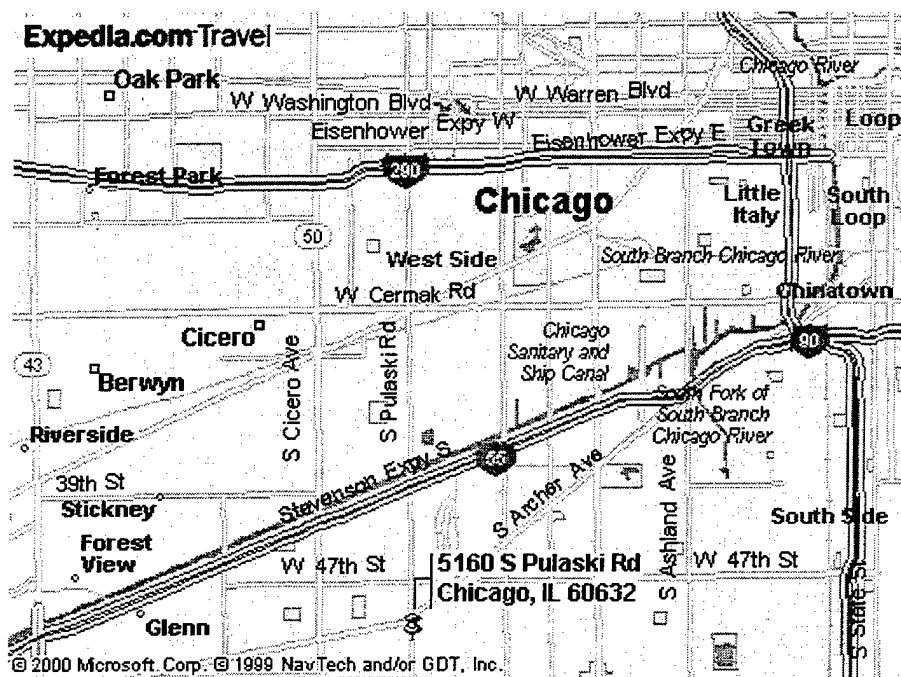 Expedia.com Travel
Oak Park
Chicago River
W Washington Blvd
W Warren Blvd
Eisenhower Expy W
Eisenhower Expy E
Greek Town
Loop
290
Forest Park
Chicago
Little Italy
South Loop
50
West Side
South Branch Chicago River
W Cermak Rd
Chinatown
Cicero
S Cicero Ave
S Pulaski Rd
Chicago
Sanitary and
Ship Canal
90
43
Berwyn
South Fork of
South Branch
Chicago River
Riverside
39th St
Stevenson Expy S
S Archer Ave
S Ashland Ave
Stickney
South Side
Forest
View
W 47th St
5160 S Pulaski Rd
Chicago, IL 60632
W 47th St
S State St
Glenn
© 2000 Microsoft Corp. © 1999 NavTech and/or GDT, Inc.